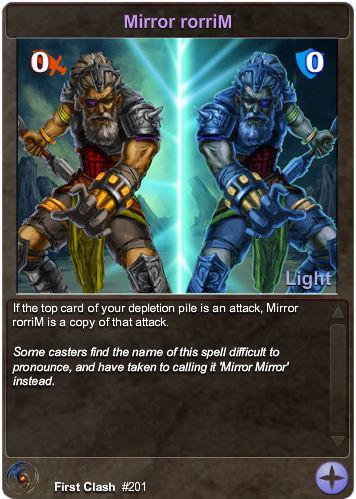 Mirror rorriM
0
0
Light
If the top card of your depletion pile is an attack, Mirror
rorriM is a copy of that attack.
Some casters find the name of this spell difficult to
pronounce, and have taken to calling it 'Mirror Mirror'
instead.
First Clash #201